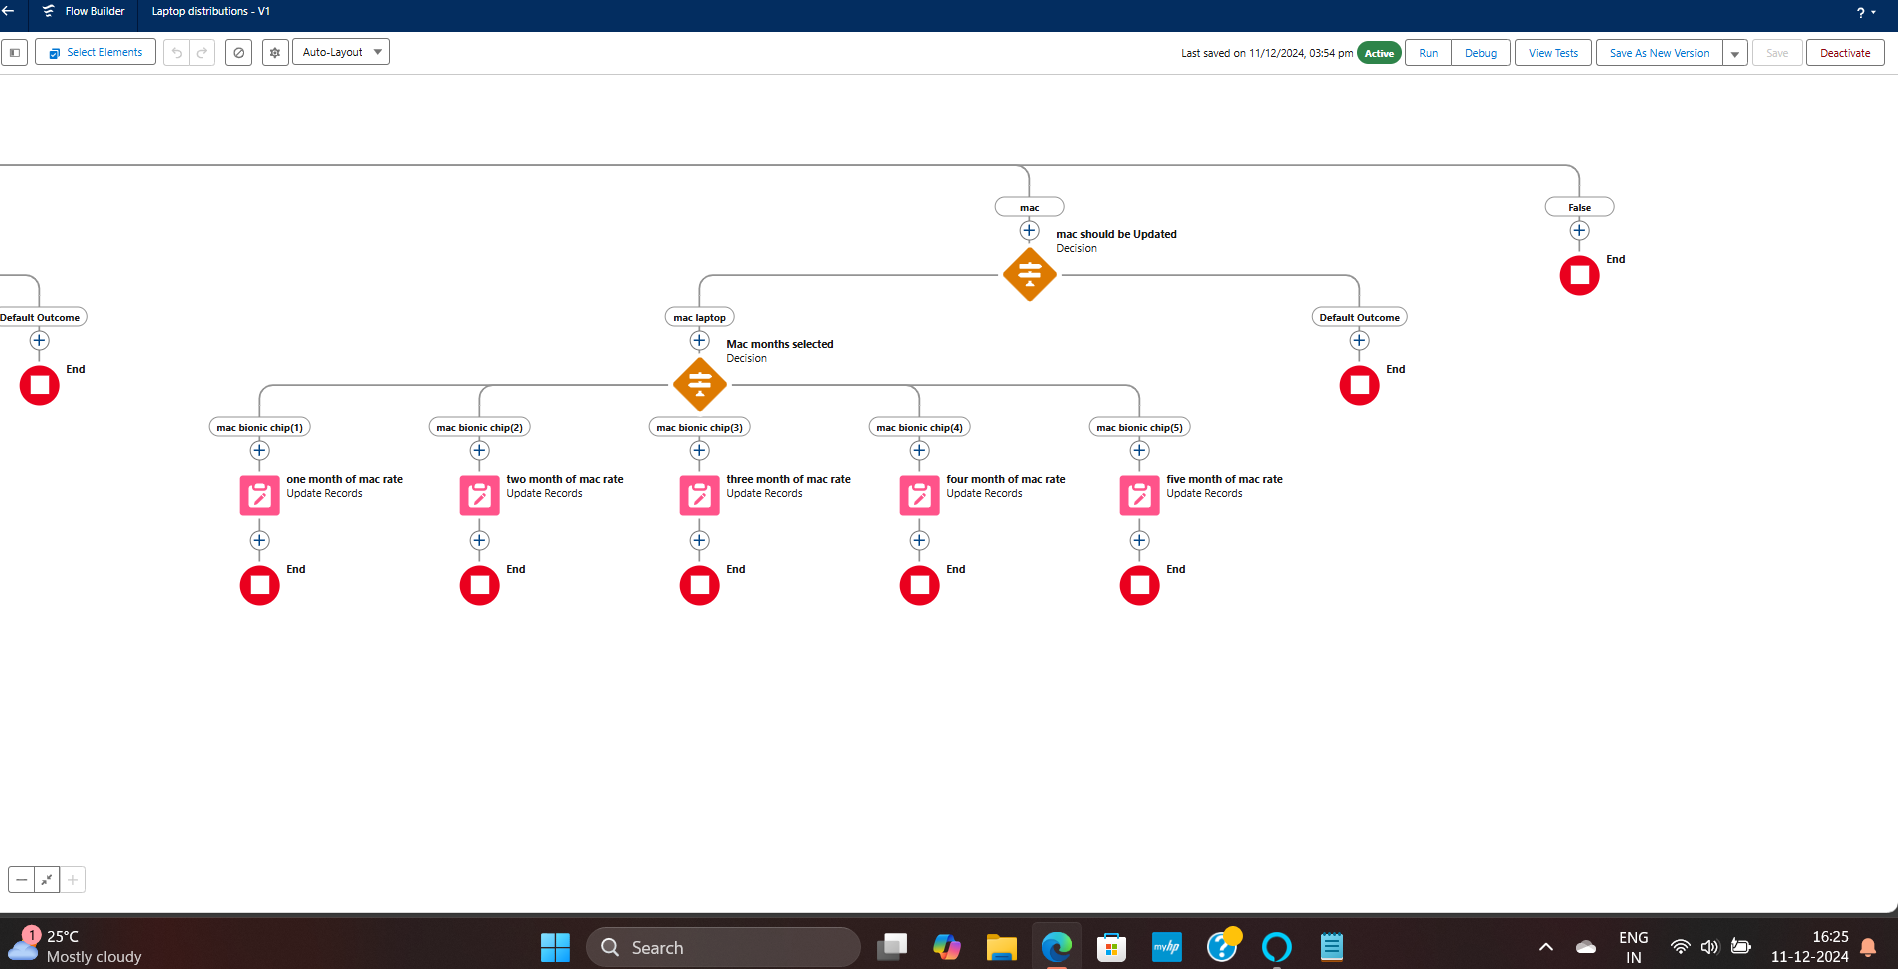 Flow Builder
Laptop distributions - V1
?
Select Elements
Auto-Layout
Last saved on 11/12/2024, 03:54 pm
Active
Run
Debug
View Tests
Save As New Version
Save
Deactivate
mac
False
mac should be Updated
Decision
End
Default Outcome
mac laptop
Default Outcome
Mac months selected
Decision
End
End
mac bionic chip(1)
mac bionic chip(2)
mac bionic chip(3)
mac bionic chip(4)
mac bionic chip(5)
one month of mac rate
Update Records
two month of mac rate
Update Records
three month of mac rate
Update Records
four month of mac rate
Update Records
five month of mac rate
Update Records
End
End
End
End
End
1
25°C
Mostly cloudy
Search
myhp
?
ENG
IN
16:25
11-12-2024